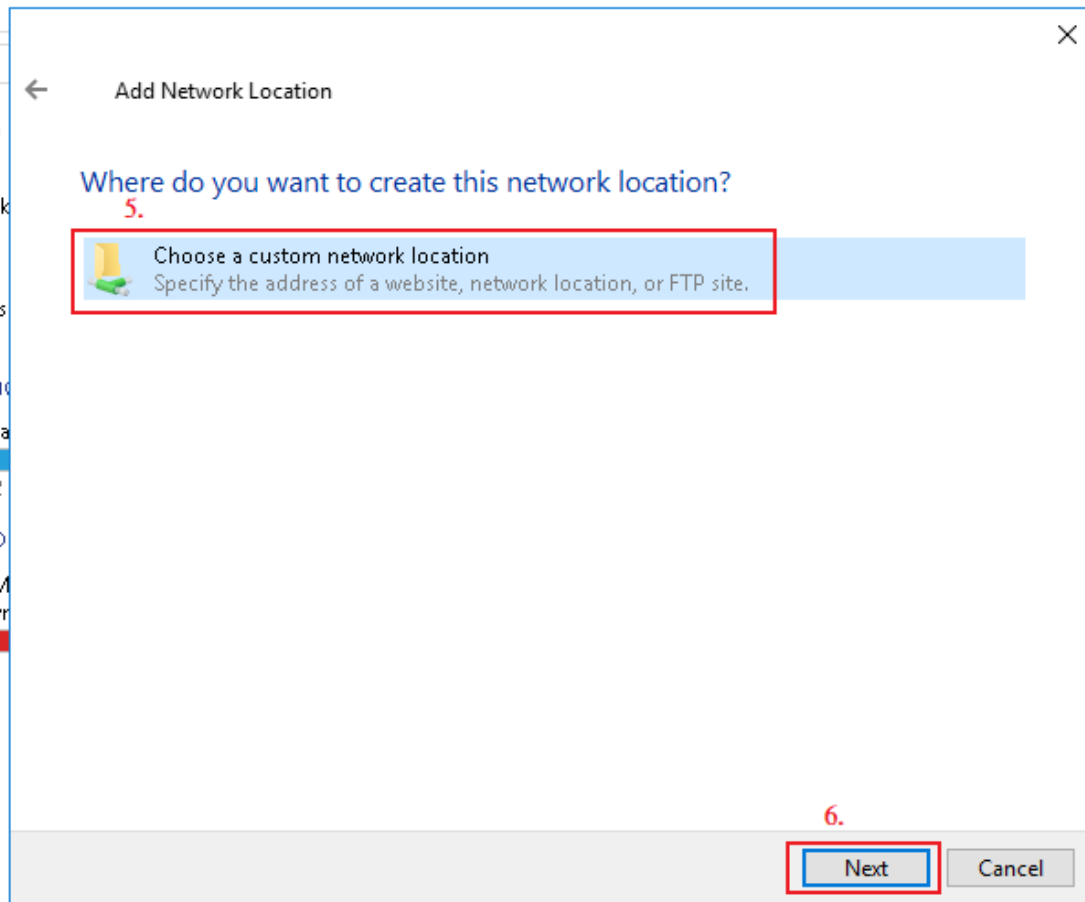 Add Network Location
Where do you want to create this network location?
5.
Choose a custom network location
Specify the address of a website, network location, or FTP site.
6.
Next
Cancel